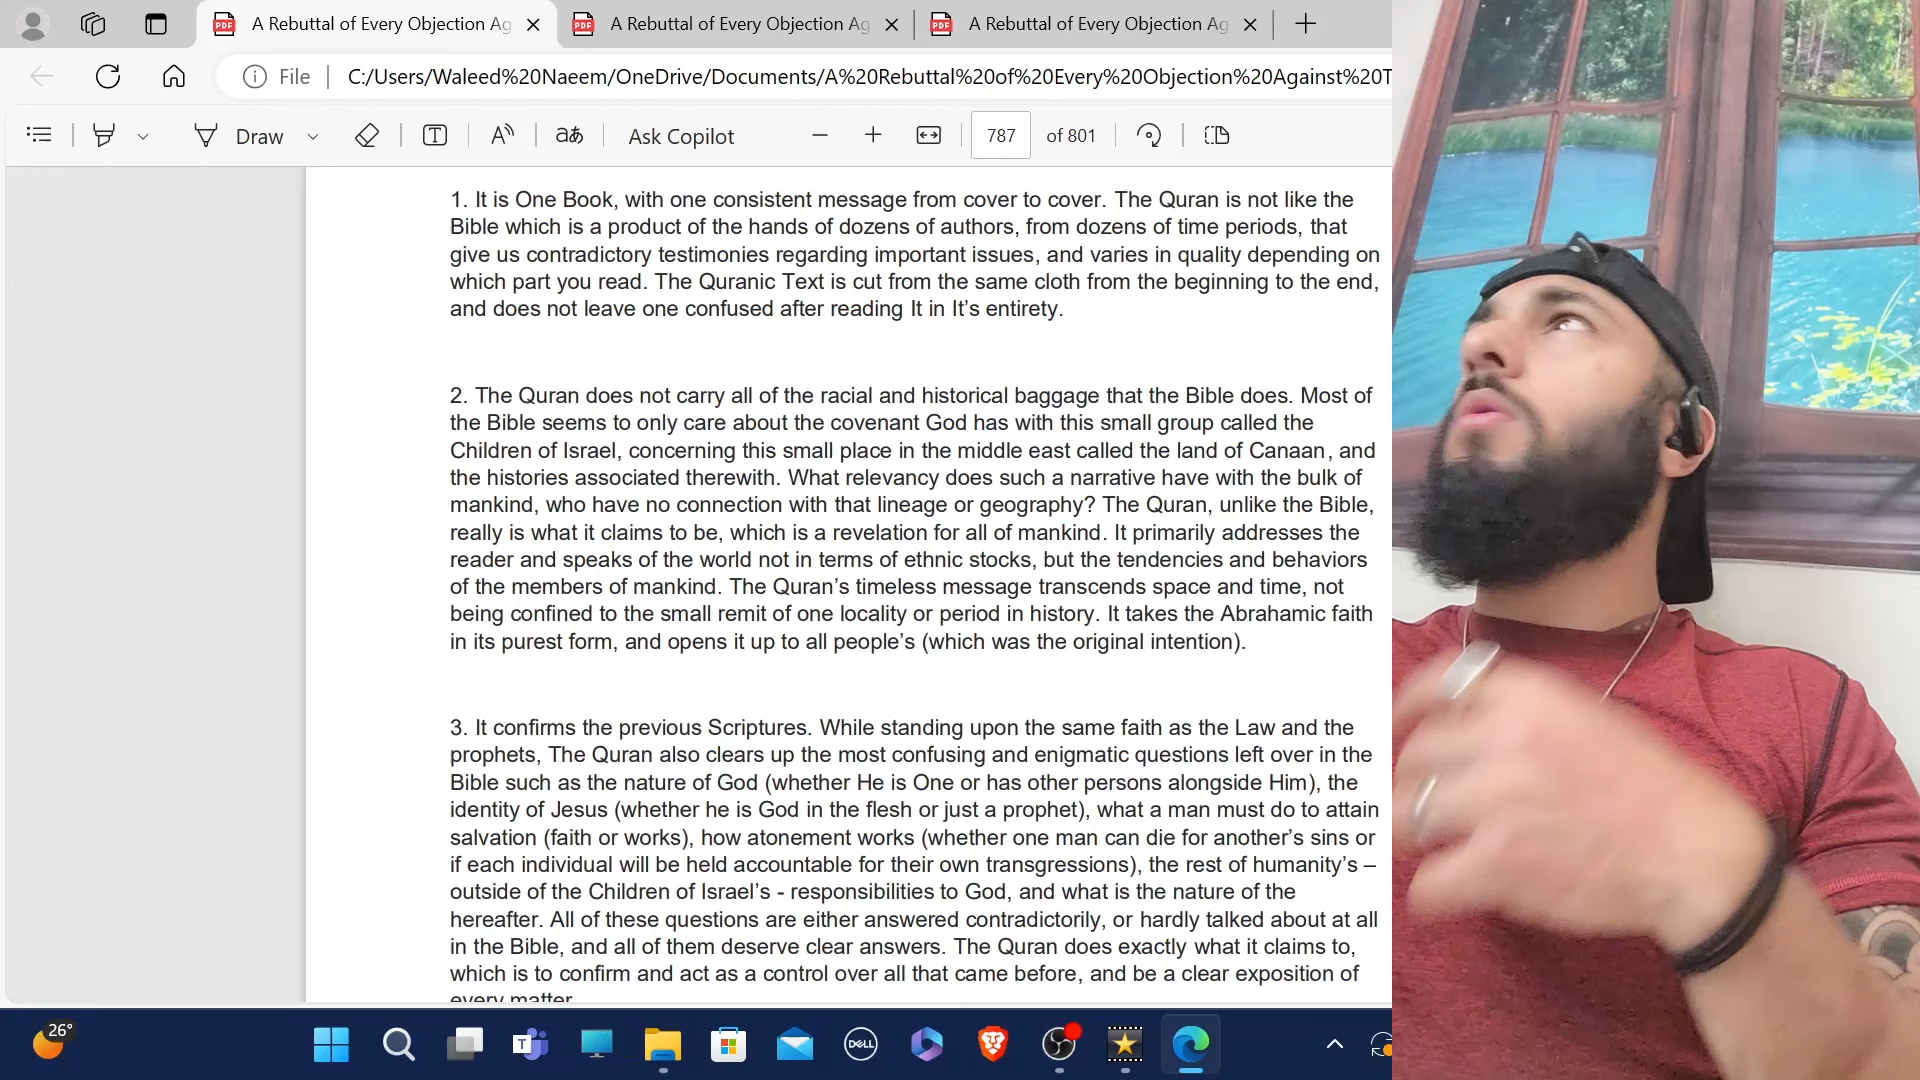 A Rebuttal of Every Objection Ag
A Rebuttal of Every Objection Ag
A Rebuttal of Every Objection Ag
File
C:/Users/Waleed%20Naeem/OneDrive/Documents/A%20Rebuttal%20of%20Every%20Objection%20Against%20T
Draw
Ask Copilot
787 of 801
1. It is One Book, with one consistent message from cover to cover. The Quran is not like the
Bible which is a product of the hands of dozens of authors, from dozens of time periods, that
give us contradictory testimonies regarding important issues, and varies in quality depending on
which part you read. The Quranic Text is cut from the same cloth from the beginning to the end,
and does not leave one confused after reading It in It’s entirety.
2. The Quran does not carry all of the racial and historical baggage that the Bible does. Most of
the Bible seems to only care about the covenant God has with this small group called the
Children of Israel, concerning this small place in the middle east called the land of Canaan, and
the histories associated therewith. What relevancy does such a narrative have with the bulk of
mankind, who have no connection with that lineage or geography? The Quran, unlike the Bible,
really is what it claims to be, which is a revelation for all of mankind. It primarily addresses the
reader and speaks of the world not in terms of ethnic stocks, but the tendencies and behaviors
of the members of mankind. The Quran’s timeless message transcends space and time, not
being confined to the small remit of one locality or period in history. It takes the Abrahamic faith
in its purest form, and opens it up to all people’s (which was the original intention).
3. It confirms the previous Scriptures. While standing upon the same faith as the Law and the
prophets, The Quran also clears up the most confusing and enigmatic questions left over in the
Bible such as the nature of God (whether He is One or has other persons alongside Him), the
identity of Jesus (whether he is God in the flesh or just a prophet), what a man must do to attain
salvation (faith or works), how atonement works (whether one man can die for another’s sins or
if each individual will be held accountable for their own transgressions), the rest of humanity’s –
outside of the Children of Israel’s - responsibilities to God, and what is the nature of the
hereafter. All of these questions are either answered contradictorily, or hardly talked about at all
in the Bible, and all of them deserve clear answers. The Quran does exactly what it claims to,
which is to confirm and act as a control over all that came before, and be a clear exposition of
every matter
26°